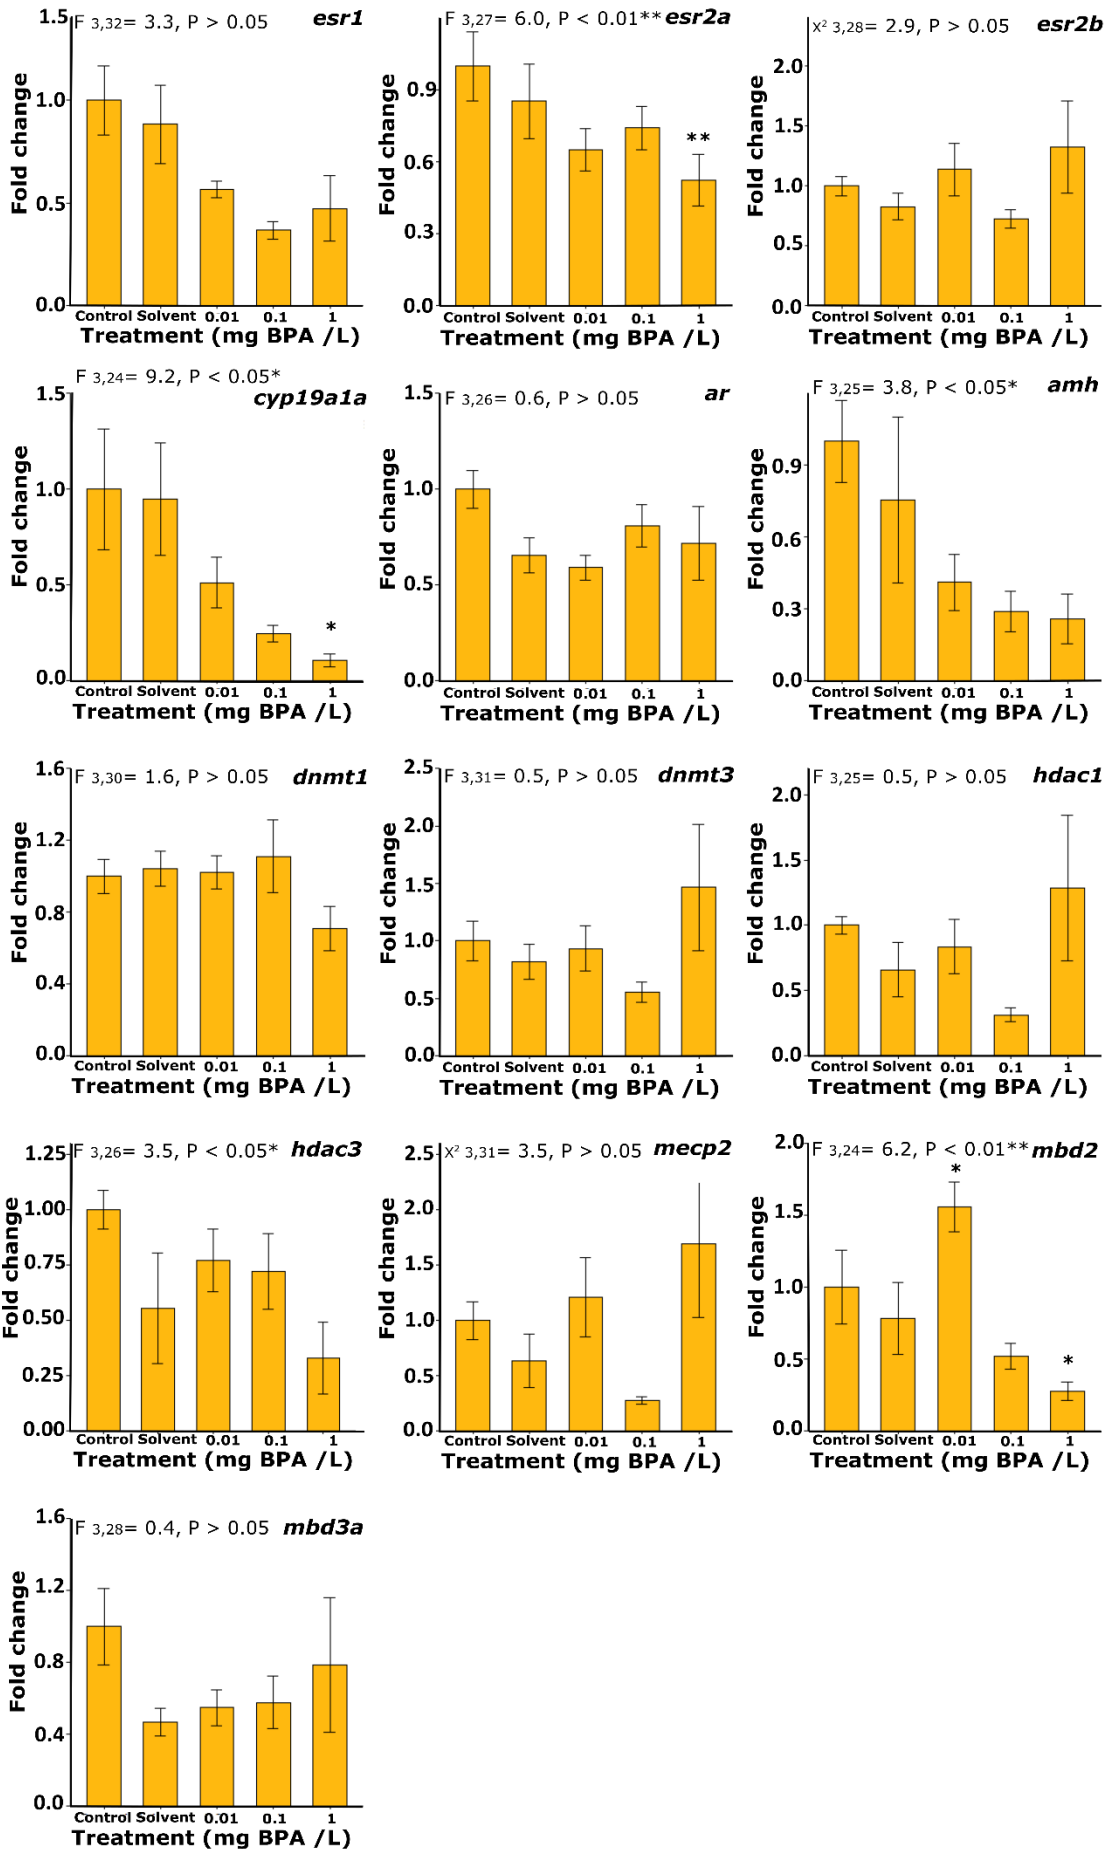 F 3,32= 3.3, P > 0.05 esr1
1.5
1.0
0.5
0.0
Fold change
Control Solvent 0.01 0.1 1
Treatment (mg BPA /L)
F 3,27= 6.0, P < 0.01** esr2a
0.9
0.6
0.3
0.0
Fold change
**
Control Solvent 0.01 0.1 1
Treatment (mg BPA /L)
X² 3,28= 2.9, P > 0.05 esr2b
2.0
1.5
1.0
0.5
0.0
Fold change
Control Solvent 0.01 0.1 1
Treatment (mg BPA /L)
F 3,24= 9.2, P < 0.05*
cyp19a1a
1.5
1.0
0.5
0.0
Fold change
*
Control Solvent 0.01 0.1 1
Treatment (mg BPA /L)
F 3,26= 0.6, P > 0.05 ar
1.5
1.0
0.5
0.0
Fold change
Control Solvent 0.01 0.1 1
Treatment (mg BPA /L)
F 3,25= 3.8, P < 0.05* amh
0.9
0.6
0.3
0.0
Fold change
Control Solvent 0.01 0.1 1
Treatment (mg BPA /L)
F 3,30= 1.6, P > 0.05 dnmt1
1.6
1.2
0.8
0.4
0.0
Fold change
Control Solvent 0.01 0.1 1
Treatment (mg BPA /L)
F 3,31= 0.5, P > 0.05 dnmt3
2.5
2.0
1.5
1.0
0.5
0.0
Fold change
Control Solvent 0.01 0.1 1
Treatment (mg BPA /L)
F 3,25= 0.5, P > 0.05 hdac1
2.0
1.5
1.0
0.5
0.0
Fold change
Control Solvent 0.01 0.1 1
Treatment (mg BPA /L)
F 3,26= 3.5, P < 0.05* hdac3
1.25
1.00
0.75
0.50
0.25
0.00
Fold change
Control Solvent 0.01 0.1 1
Treatment (mg BPA /L)
X² 3,31= 3.5, P > 0.05 mecp2
2.5
2.0
1.5
1.0
0.5
0.0
Fold change
Control Solvent 0.01 0.1 1
Treatment (mg BPA /L)
F 3,24= 6.2, P < 0.01** mbd2
2.0
1.5
1.0
0.5
0.0
Fold change
*
*
Control Solvent 0.01 0.1 1
Treatment (mg BPA /L)
F 3,28= 0.4, P > 0.05 mbd3a
1.6
1.2
0.8
0.4
0.0
Fold change
Control Solvent 0.01 0.1 1
Treatment (mg BPA /L)